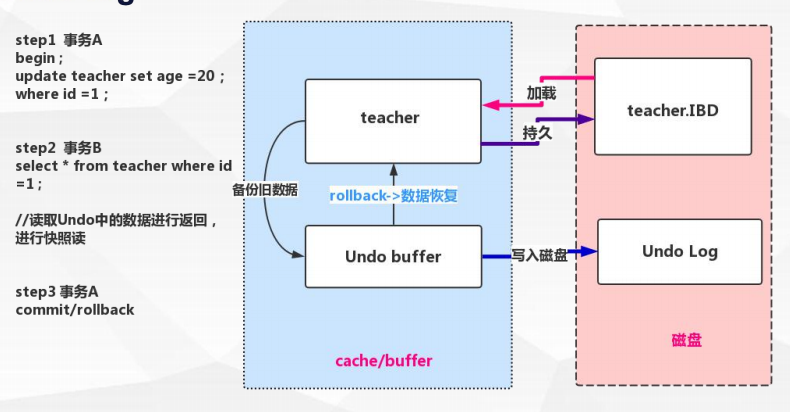 step1 事务A
begin ;
update teacher set age =20 ;
where id =1 ;
step2 事务B
select * from teacher where id
=1 ;
//读取Undo中的数据进行返回，
进行快照读
step3 事务A
commit/rollback
teacher
加载
持久
teacher.IBD
备份旧数据
rollback->数据恢复
Undo buffer
写入磁盘
Undo Log
cache/buffer
磁盘